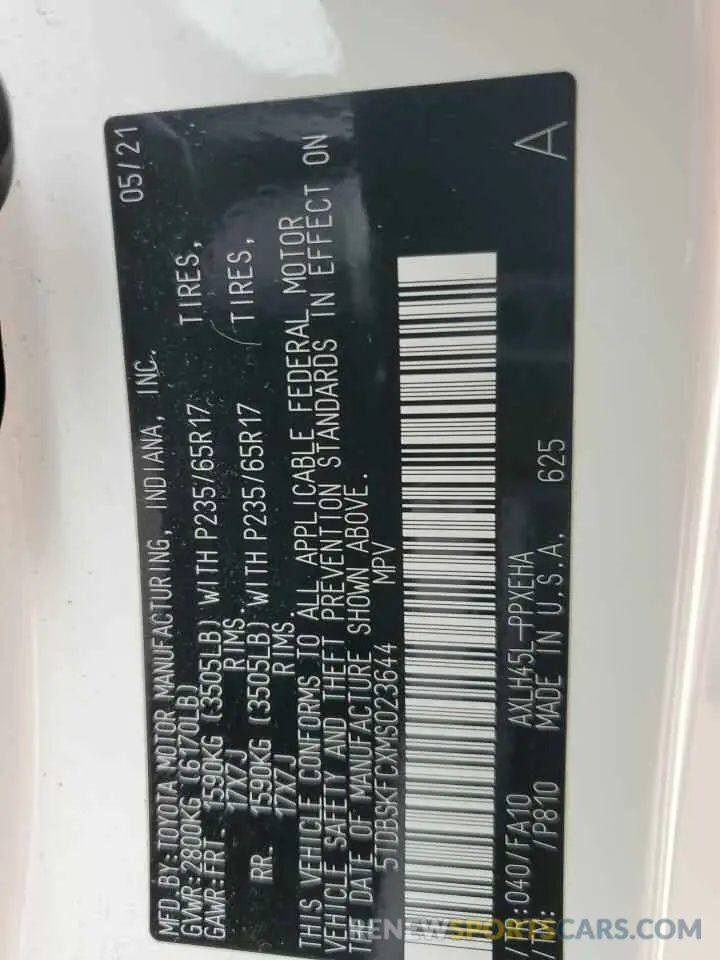 MFD.BY:TOYOTA MOTOR MANUFACTURING, INDIANA, INC. 05/21
GVWR:2800KG (6170LB)
GAWR:FRT. 1590KG (3505LB) WITH P235/65R17 TIRES,
17X7J RIMS.
RR. 1590KG (3505LB) WITH P235/65R17 TIRES,
17X7J RIMS.
THIS VEHICLE CONFORMS TO ALL APPLICABLE FEDERAL MOTOR
VEHICLE SAFETY AND THEFT PREVENTION STANDARDS IN EFFECT ON
THE DATE OF MANUFACTURE SHOWN ABOVE.
5TDBSKFCXMS023644 MPV
C/TR:040/FA10 AXLH45L-PPXEHA 625 A
A/TM: /P810 MADE IN U.S.A.
RENEWSPORTSCARS.COM